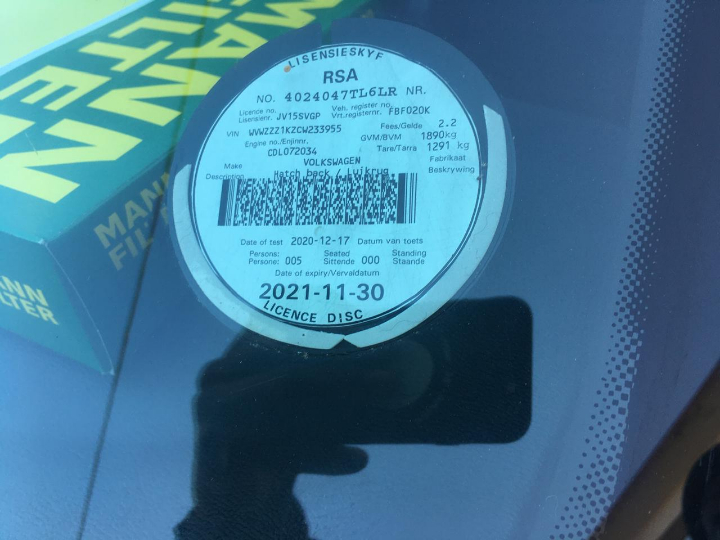 MANN
FILTER
MANN
FILTER
MANN
FILTER
LISENSIESKYF
RSA
NO. 4024047TL6LR NR.
Licence no. Veh. register no.
Lisensienr. JV15SVGP Vrt.registernr. FBF020K
VIN WVWZZZ1KZCW233955 Fees/Gelde 2.2
Engine no./Enjinnr. GVM/BVM 1890kg
CDL072034 Tare/Tarra 1291 kg
Make VOLKSWAGEN Fabrikaat
Description Hatch back / Luikrug Beskrywing
Date of test 2020-12-17 Datum van toets
Persons: Seated Standing
Persone: 005 Sittende 000 Staande
Date of expiry/Vervaldatum
2021-11-30
LICENCE DISC